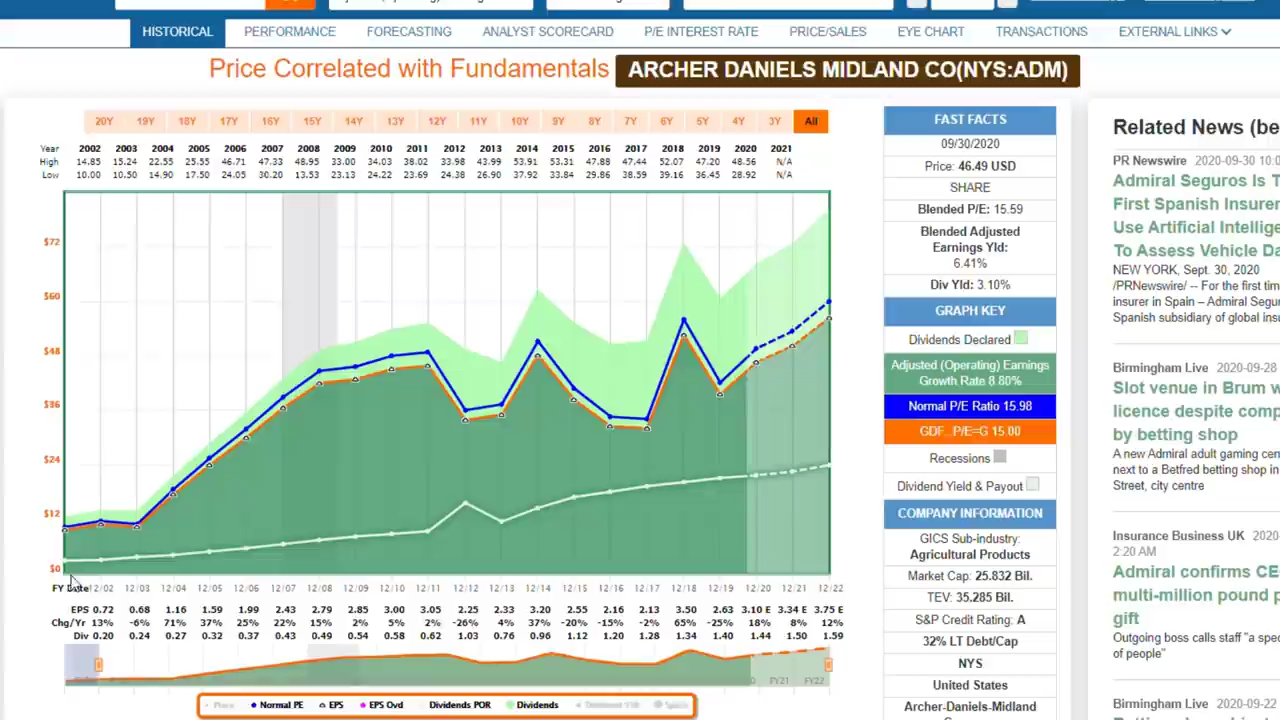 HISTORICAL PERFORMANCE FORECASTING ANALYST SCORECARD P/E INTEREST RATE PRICE/SALES EYE CHART TRANSACTIONS EXTERNAL LINKS
Price Correlated with Fundamentals ARCHER DANIELS MIDLAND CO(NYS:ADM)
20Y 19Y 18Y 17Y 16Y 15Y 14Y 13Y 12Y 11Y 10Y 9Y 8Y 7Y 6Y 5Y 4Y 3Y All
Year 2002 2003 2004 2005 2006 2007 2008 2009 2010 2011 2012 2013 2014 2015 2016 2017 2018 2019 2020 2021
High 14.85 15.24 22.55 25.55 46.71 47.33 48.95 33.00 34.03 38.02 33.98 43.99 53.91 53.31 47.88 47.44 52.07 47.20 48.56 N/A
Low 10.00 10.50 14.90 17.50 24.05 30.20 13.53 23.13 24.22 23.69 24.38 26.90 37.92 33.84 29.86 38.59 39.16 36.45 28.92 N/A
$72
$60
$48
$36
$24
$12
$0
FY Date 12/02 12/03 12/04 12/05 12/06 12/07 12/08 12/09 12/10 12/11 12/12 12/13 12/14 12/15 12/16 12/17 12/18 12/19 12/20 12/21 12/22
EPS 0.72 0.68 1.16 1.59 1.99 2.43 2.79 2.85 3.00 3.05 2.25 2.33 3.20 2.55 2.16 2.13 3.50 2.63 3.10 E 3.34 E 3.75 E
Chg/Yr 13% -6% 71% 37% 25% 22% 15% 2% 5% 2% -26% 4% 37% -20% -15% -2% 65% -25% 18% 8% 12%
Div 0.20 0.24 0.27 0.32 0.37 0.43 0.49 0.54 0.58 0.62 1.03 0.76 0.96 1.12 1.20 1.28 1.34 1.40 1.44 1.50 1.59
FY21 FY22
Price Normal PE EPS EPS Ovd Dividends POR Dividends Dividend Yld
FAST FACTS
09/30/2020
Price: 46.49 USD
SHARE
Blended P/E: 15.59
Blended Adjusted
Earnings Yld:
6.41%
Div Yld: 3.10%
GRAPH KEY
Dividends Declared
Adjusted (Operating) Earnings
Growth Rate 8.80%
Normal P/E Ratio 15.98
GDF...P/E=G 15.00
Recessions
Dividend Yield & Payout
COMPANY INFORMATION
GICS Sub-industry:
Agricultural Products
Market Cap: 25.832 Bil.
TEV: 35.285 Bil.
S&P Credit Rating: A
32% LT Debt/Cap
NYS
United States
Archer-Daniels-Midland
Related News (be
PR Newswire 2020-09-30 10:0
Admiral Seguros Is T
First Spanish Insurer
Use Artificial Intellige
To Assess Vehicle Da
NEW YORK, Sept. 30, 2020
/PRNewswire/ -- For the first tim
insurer in Spain – Admiral Segur
Spanish subsidiary of global insu
Birmingham Live 2020-09-28
Slot venue in Brum w
licence despite comp
by betting shop
A new Admiral adult gaming cen
next to a Betfred betting shop in
Street, city centre
Insurance Business UK 2020-
2:20 AM
Admiral confirms CE
multi-million pound p
gift
Outgoing boss calls staff "a spe
of people"
Birmingham Live 2020-09-22